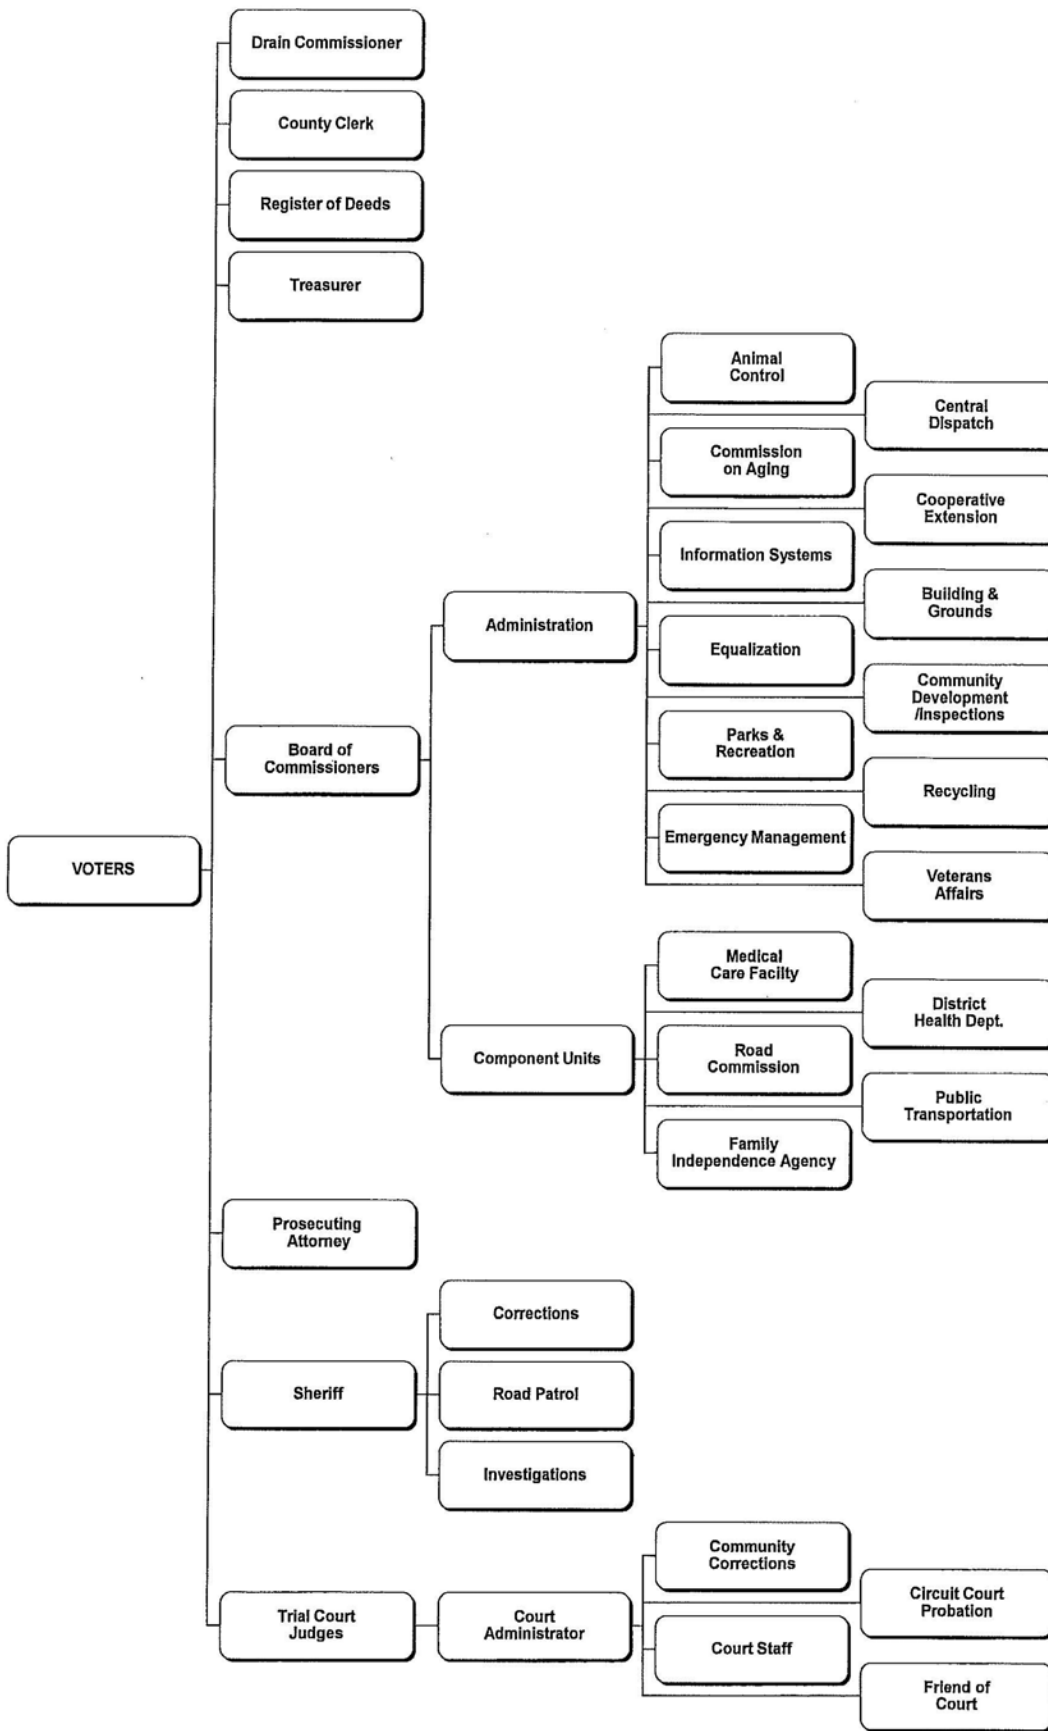 Drain Commissioner
County Clerk
Register of Deeds
Treasurer
Animal
Control
Central
Dispatch
Commission
on Aging
Cooperative
Extension
Information Systems
Building &
Grounds
Administration
Equalization
Community
Development
/Inspections
Parks &
Recreation
Board of
Commissioners
Recycling
Emergency Management
VOTERS
Veterans
Affairs
Medical
Care Facilty
District
Health Dept.
Component Units
Road
Commission
Public
Transportation
Family
Independence Agency
Prosecuting
Attorney
Corrections
Sheriff
Road Patrol
Investigations
Community
Corrections
Circuit Court
Probation
Trial Court
Judges
Court
Administrator
Court Staff
Friend of
Court